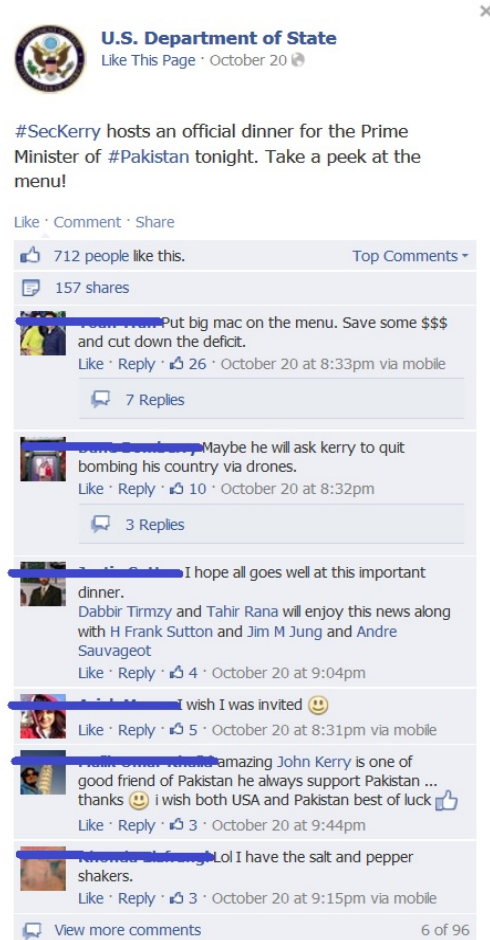 U.S. Department of State
Like This Page · October 20
#SecKerry hosts an official dinner for the Prime
Minister of #Pakistan tonight. Take a peek at the
menu!
Like · Comment · Share
712 people like this.
Top Comments
157 shares
Put big mac on the menu. Save some $$$
and cut down the deficit.
Like · Reply · 26 · October 20 at 8:33pm via mobile
7 Replies
Maybe he will ask kerry to quit
bombing his country via drones.
Like · Reply · 10 · October 20 at 8:32pm
3 Replies
I hope all goes well at this important
dinner.
Dabbir Tirmzy and Tahir Rana will enjoy this news along
with H Frank Sutton and Jim M Jung and Andre
Sauvageot
Like · Reply · 4 · October 20 at 9:04pm
I wish I was invited
Like · Reply · 5 · October 20 at 8:31pm via mobile
amazing John Kerry is one of
good friend of Pakistan he always support Pakistan ...
thanks i wish both USA and Pakistan best of luck
Like · Reply · 3 · October 20 at 9:44pm
Lol I have the salt and pepper
shakers.
Like · Reply · 3 · October 20 at 9:15pm via mobile
View more comments
6 of 96